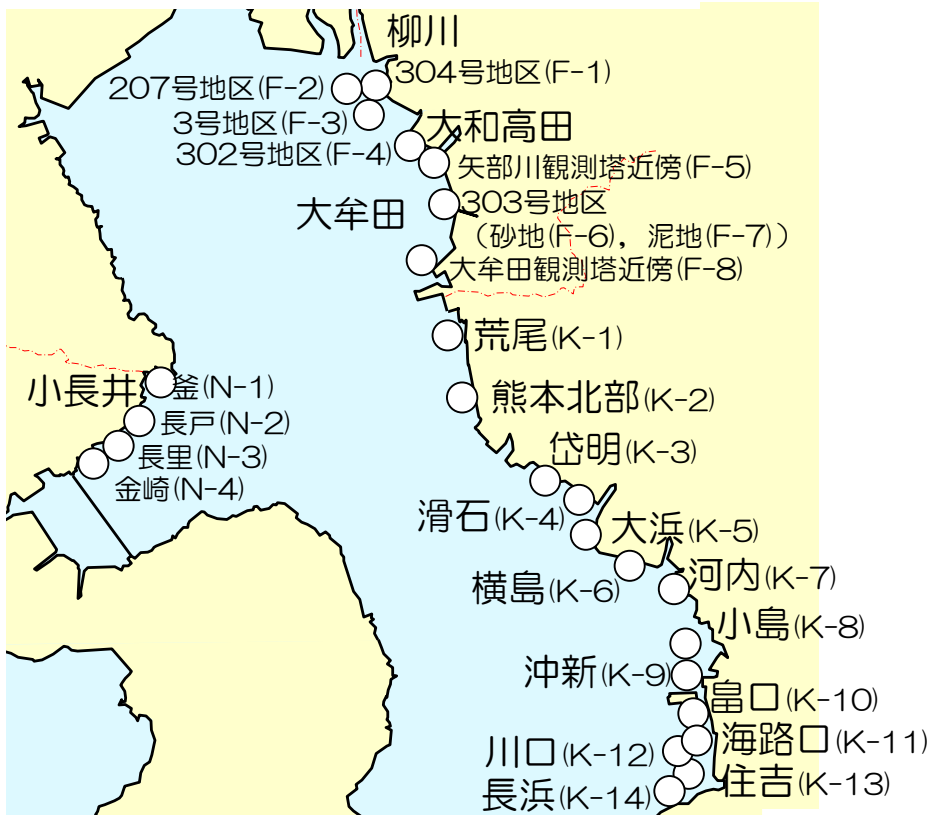 柳川
304号地区(F-1)
207号地区(F-2)
3号地区(F-3)
大和高田
302号地区(F-4)
矢部川観測塔近傍(F-5)
303号地区
(砂地(F-6), 泥地(F-7))
大牟田
大牟田観測塔近傍(F-8)
荒尾(K-1)
小長井
釜(N-1)
熊本北部(K-2)
長戸(N-2)
岱明(K-3)
長里(N-3)
金崎(N-4)
滑石(K-4)
大浜(K-5)
横島(K-6)
河内(K-7)
小島(K-8)
沖新(K-9)
畠口(K-10)
海路口(K-11)
川口(K-12)
住吉(K-13)
長浜(K-14)